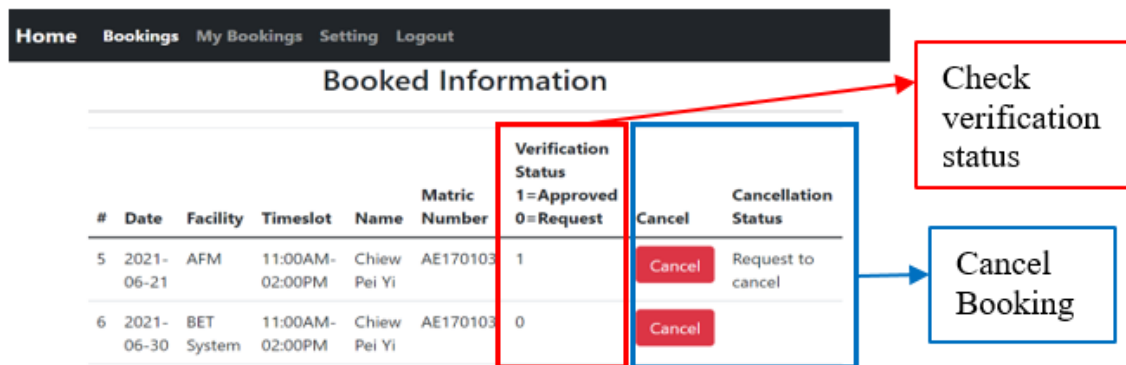 Home Bookings My Bookings Setting Logout
Booked Information
Check
verification
status
Verification
Status
Matric 1=Approved Cancellation
# Date Facility Timeslot Name Number 0=Request Cancel Status
5 2021- AFM 11:00AM- Chiew AE170103 1 Cancel Request to
06-21 02:00PM Pei Yi cancel
6 2021- BET 11:00AM- Chiew AE170103 0 Cancel
06-30 System 02:00PM Pei Yi
Cancel
Booking